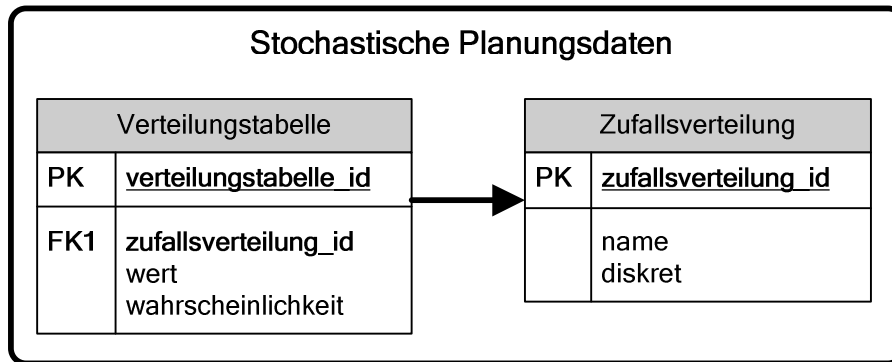 Stochastische Planungsdaten
Verteilungstabelle
PK verteilungstabelle_id
FK1 zufallsverteilung_id
wert
wahrscheinlichkeit
Zufallsverteilung
PK zufallsverteilung_id
name
diskret